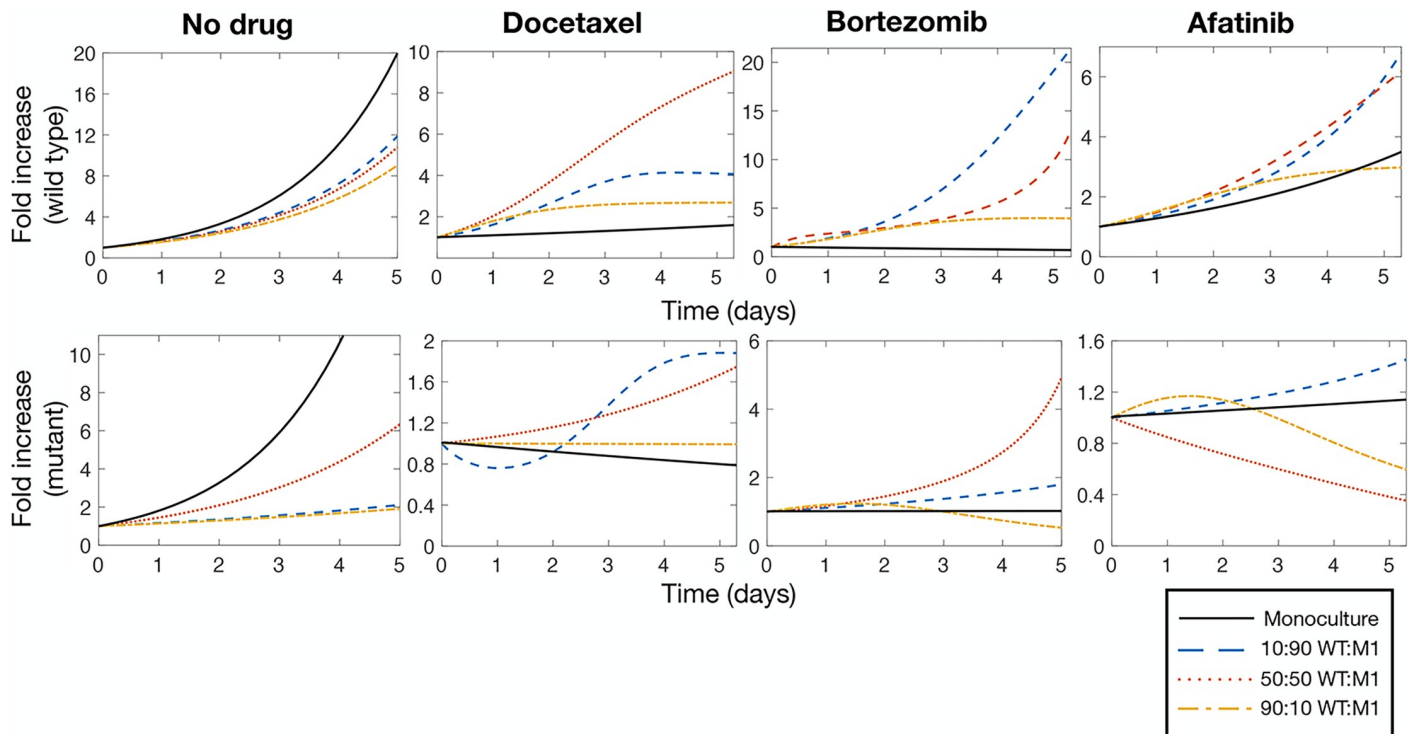 No drug
Docetaxel
Bortezomib
Afatinib
Fold increase
(wild type)
20
16
12
8
4
0
0 1 2 3 4 5
10
8
6
4
2
0 1 2 3 4 5
20
15
10
5
0
0 1 2 3 4 5
6
4
2
0
0 1 2 3 4 5
Time (days)
Fold increase
(mutant)
10
8
6
4
2
0
0 1 2 3 4 5
2
1.6
1.2
0.8
0.4
0
0 1 2 3 4 5
6
4
2
0
0 1 2 3 4 5
1.6
1.2
0.8
0.4
0
0 1 2 3 4 5
Time (days)
Monoculture
10:90 WT:M1
50:50 WT:M1
90:10 WT:M1